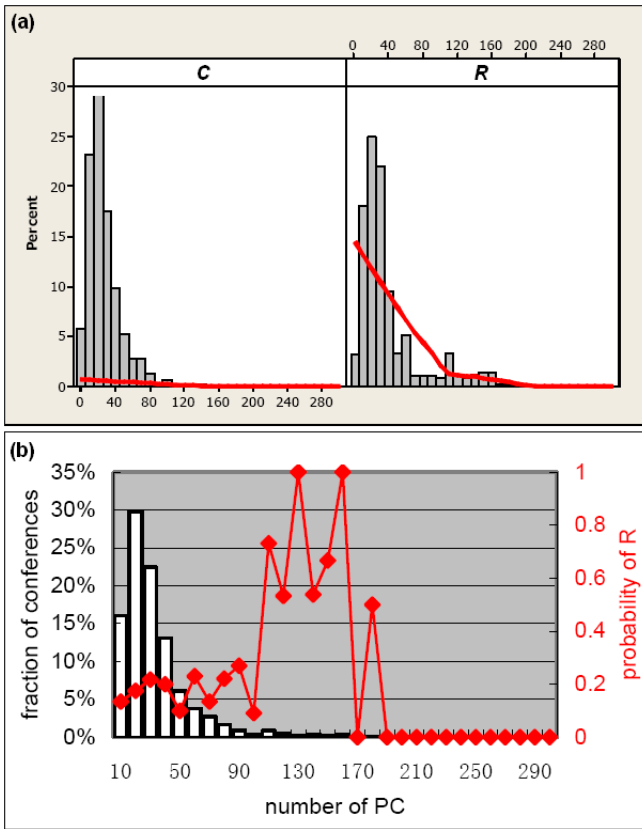 (a)
0 40 80 120 160 200 240 280
C R
30
25
20
15
10
5
0
Percent
0 40 80 120 160 200 240 280
(b)
35%
30%
25%
20%
15%
10%
5%
0%
fraction of conferences
1
0.8
0.6
0.4
0.2
0
probability of R
10 50 90 130 170 210 250 290
number of PC